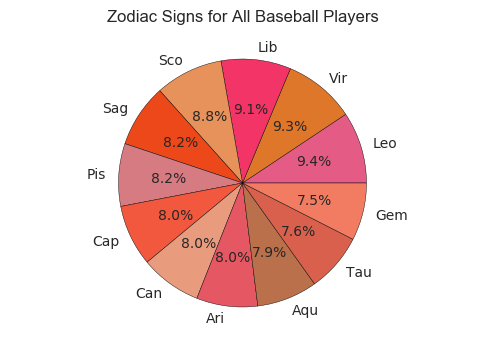 Zodiac Signs for All Baseball Players
Leo
9.4%
Vir
9.3%
Lib
9.1%
Sco
8.8%
Sag
8.2%
Pis
8.2%
Cap
8.0%
Can
8.0%
Ari
8.0%
Aqu
7.9%
Tau
7.6%
Gem
7.5%